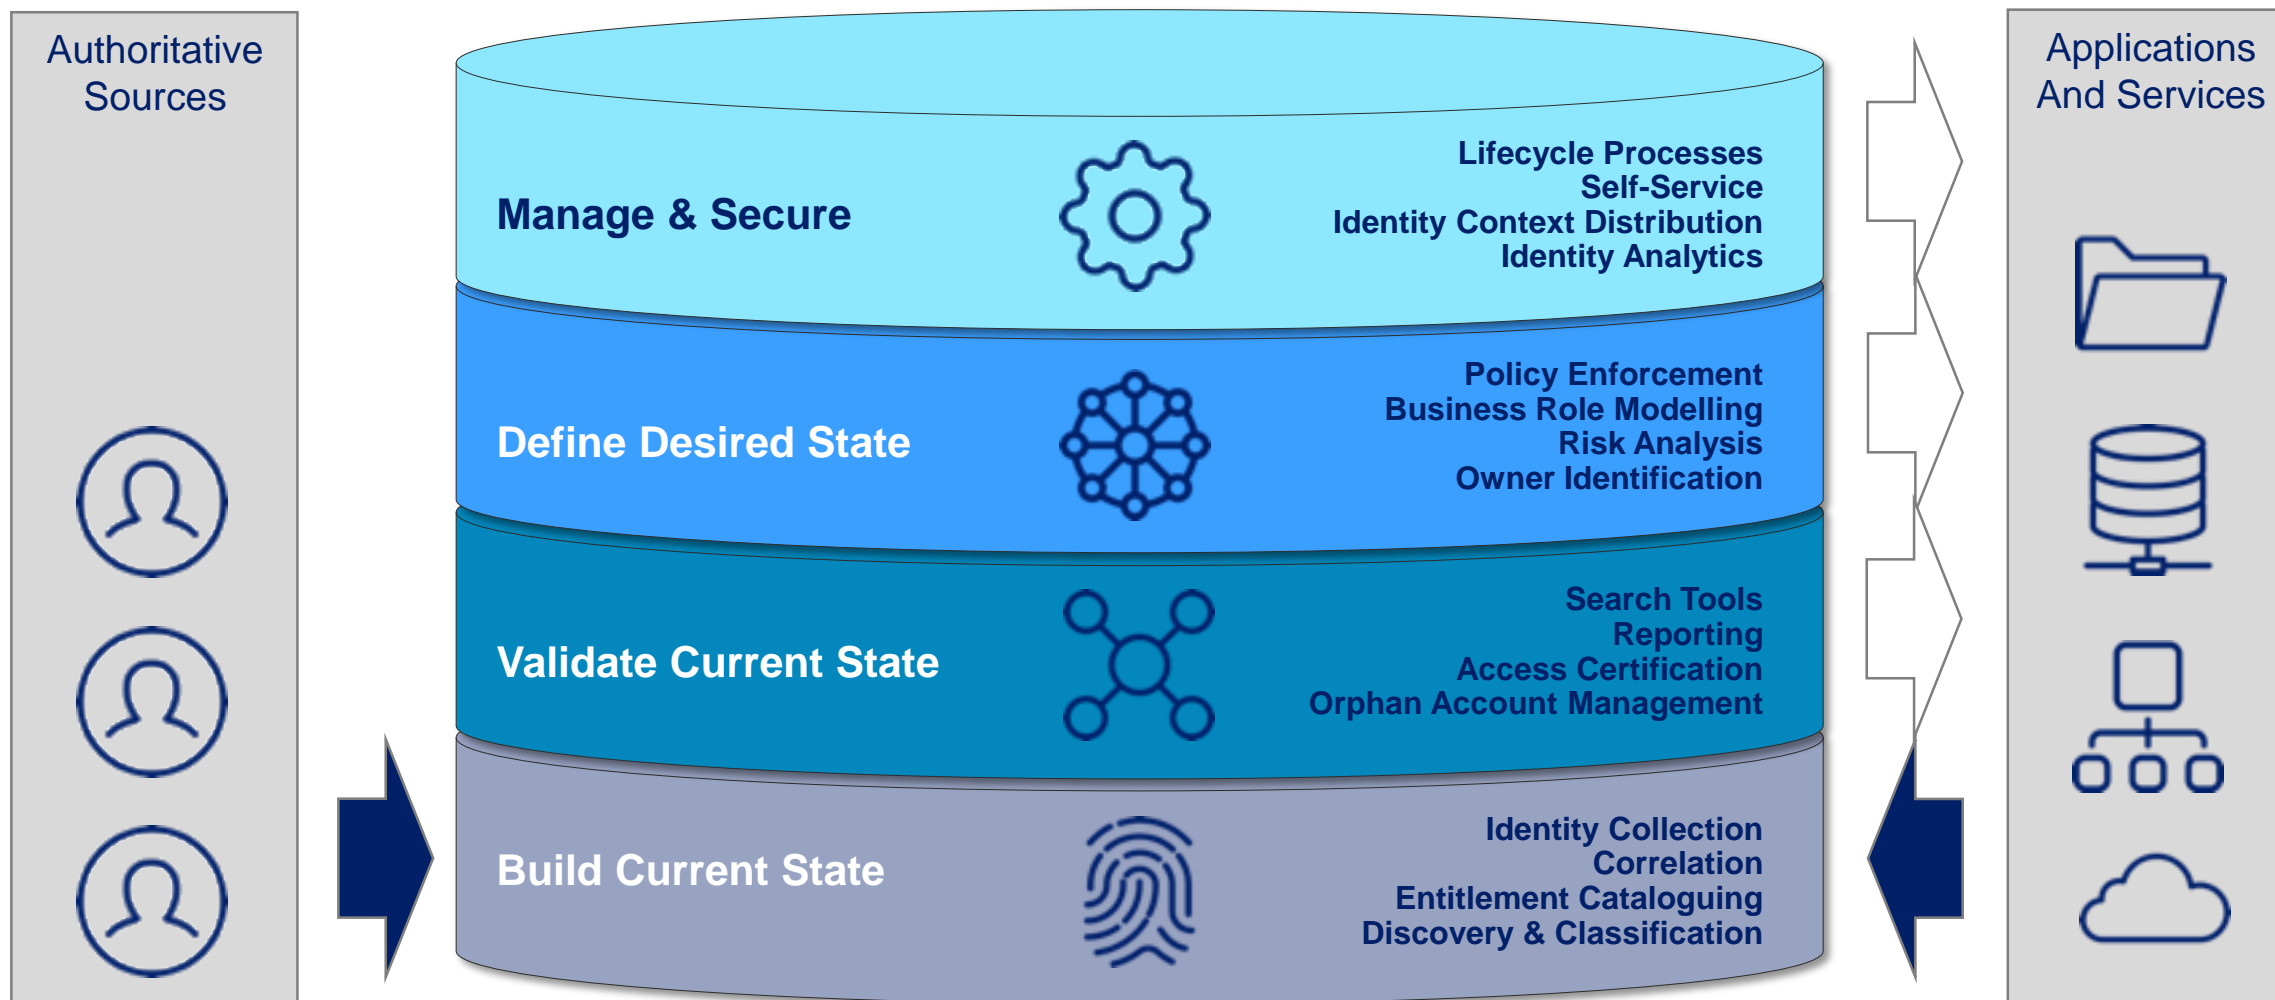 Authoritative
Sources
Manage & Secure
Lifecycle Processes
Self-Service
Identity Context Distribution
Identity Analytics
Define Desired State
Policy Enforcement
Business Role Modelling
Risk Analysis
Owner Identification
Validate Current State
Search Tools
Reporting
Access Certification
Orphan Account Management
Build Current State
Identity Collection
Correlation
Entitlement Cataloguing
Discovery & Classification
Applications
And Services